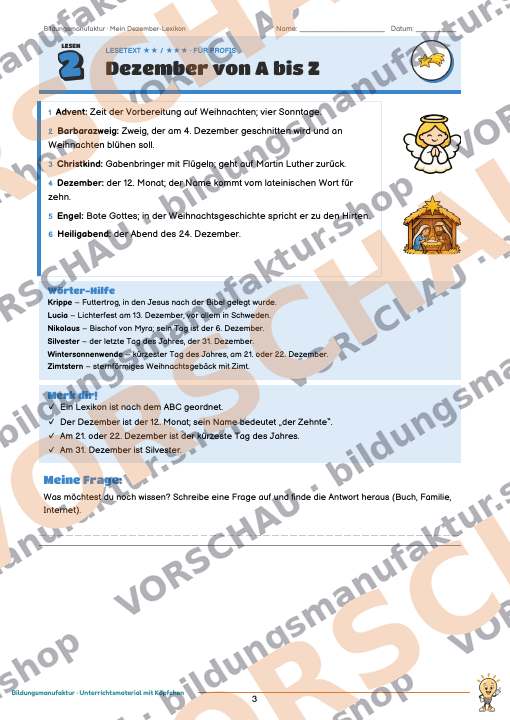 Bildungsmanufaktur · Mein Dezember-Lexikon Name: Datum:
LESEN
2
LESETEXT ★★ / ★★★ · FÜR PROFIS
Dezember von A bis Z
1 Advent: Zeit der Vorbereitung auf Weihnachten; vier Sonntage.
2 Barbarazweig: Zweig, der am 4. Dezember geschnitten wird und an
Weihnachten blühen soll.
3 Christkind: Gabenbringer mit Flügeln; geht auf Martin Luther zurück.
4 Dezember: der 12. Monat; der Name kommt vom lateinischen Wort für
zehn.
5 Engel: Bote Gottes; in der Weihnachtsgeschichte spricht er zu den Hirten.
6 Heiligabend: der Abend des 24. Dezember.
Wörter-Hilfe
Krippe – Futtertrog, in den Jesus nach der Bibel gelegt wurde.
Lucia – Lichterfest am 13. Dezember, vor allem in Schweden.
Nikolaus – Bischof von Myra; sein Tag ist der 6. Dezember.
Silvester – der letzte Tag des Jahres, der 31. Dezember.
Wintersonnenwende – kürzester Tag des Jahres, am 21. oder 22. Dezember.
Zimtstern – sternförmiges Weihnachtsgebäck mit Zimt.
Merk dir!
✓ Ein Lexikon ist nach dem ABC geordnet.
✓ Der Dezember ist der 12. Monat; sein Name bedeutet „der Zehnte“.
✓ Am 21. oder 22. Dezember ist der kürzeste Tag des Jahres.
✓ Am 31. Dezember ist Silvester.
Meine Frage:
Was möchtest du noch wissen? Schreibe eine Frage auf und finde die Antwort heraus (Buch, Familie,
Internet).
VORSCHAU · bildungsmanufaktur.shop
VORSCHAU
Bildungsmanufaktur · Unterrichtsmaterial mit Köpfchen
3